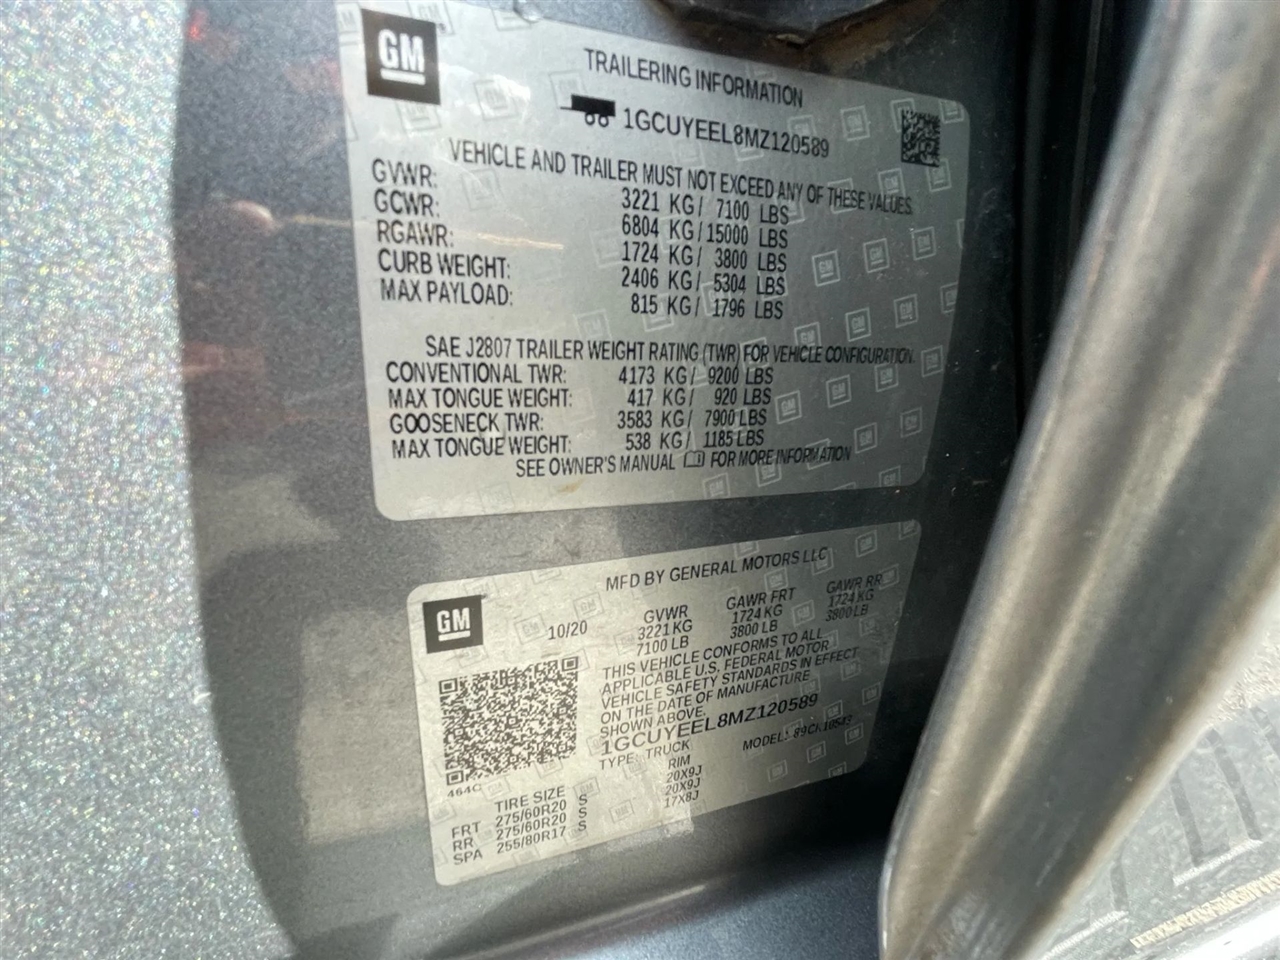 GM
TRAILERING INFORMATION
1GCUYEEL8MZ120589
VEHICLE AND TRAILER MUST NOT EXCEED ANY OF THESE VALUES.
GVWR: 3221 KG/ 7100 LBS
GCWR: 6804 KG/ 15000 LBS
RGAWR: 1724 KG/ 3800 LBS
CURB WEIGHT: 2406 KG/ 5304 LBS
MAX PAYLOAD: 815 KG/ 1796 LBS
SAE J2807 TRAILER WEIGHT RATING (TWR) FOR VEHICLE CONFIGURATION.
CONVENTIONAL TWR: 4173 KG/ 9200 LBS
MAX TONGUE WEIGHT: 417 KG/ 920 LBS
GOOSENECK TWR: 3583 KG/ 7900 LBS
MAX TONGUE WEIGHT: 538 KG/ 1185 LBS
SEE OWNER'S MANUAL FOR MORE INFORMATION
MFD BY GENERAL MOTORS LLC
GM
10/20
GVWR GAWR FRT GAWR RR
3221 KG 1724 KG 1724 KG
7100 LB 3800 LB 3800 LB
THIS VEHICLE CONFORMS TO ALL
APPLICABLE U.S. FEDERAL MOTOR
VEHICLE SAFETY STANDARDS IN EFFECT
ON THE DATE OF MANUFACTURE
SHOWN ABOVE.
1GCUYEEL8MZ120589
TYPE: TRUCK MODEL:
464C
TIRE SIZE RIM
FRT 275/60R20 S 20X9J
RR 275/60R20 S 20X9J
SPA 255/80R17 S 17X8J